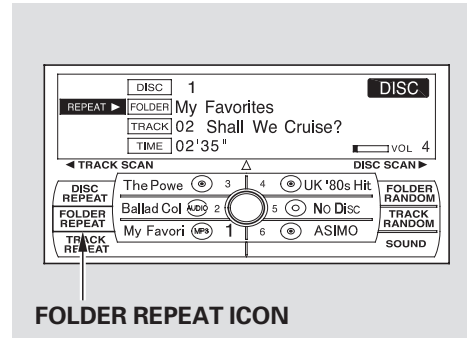 DISC 1 DISC
REPEAT ▶ FOLDER My Favorites
TRACK 02 Shall We Cruise?
TIME 02'35"
VOL 4
◀ TRACK SCAN △ DISC SCAN ▶
DISC REPEAT
The Powe 3 4 UK '80s Hit
FOLDER RANDOM
FOLDER REPEAT
Ballad Col AUDIO 2 5 No Disc
TRACK RANDOM
TRACK REPEAT
My Favori MP3 1 6 ASIMO
SOUND
FOLDER REPEAT ICON